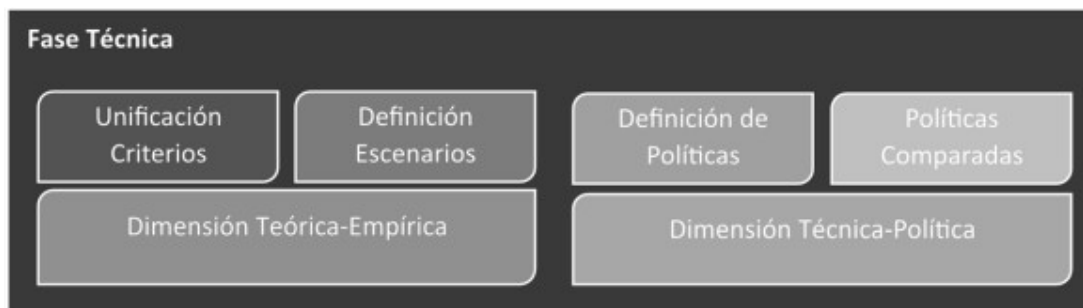 Fase Técnica
Unificación
Criterios
Definición
Escenarios
Definición de
Políticas
Políticas
Comparadas
Dimensión Teórica-Empírica
Dimensión Técnica-Política